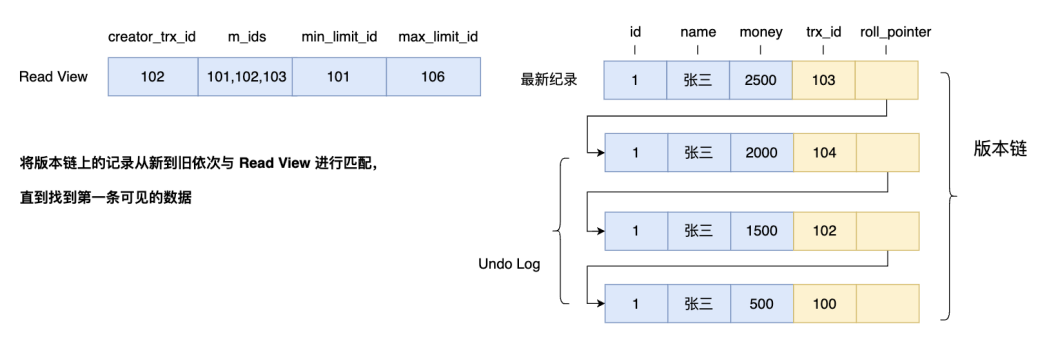 creator_trx_id m_ids min_limit_id max_limit_id
Read View 102 101,102,103 101 106
将版本链上的记录从新到旧依次与 Read View 进行匹配,
直到找到第一条可见的数据
id name money trx_id roll_pointer
最新纪录 1 张三 2500 103
1 张三 2000 104
版本链
1 张三 1500 102
Undo Log
1 张三 500 100